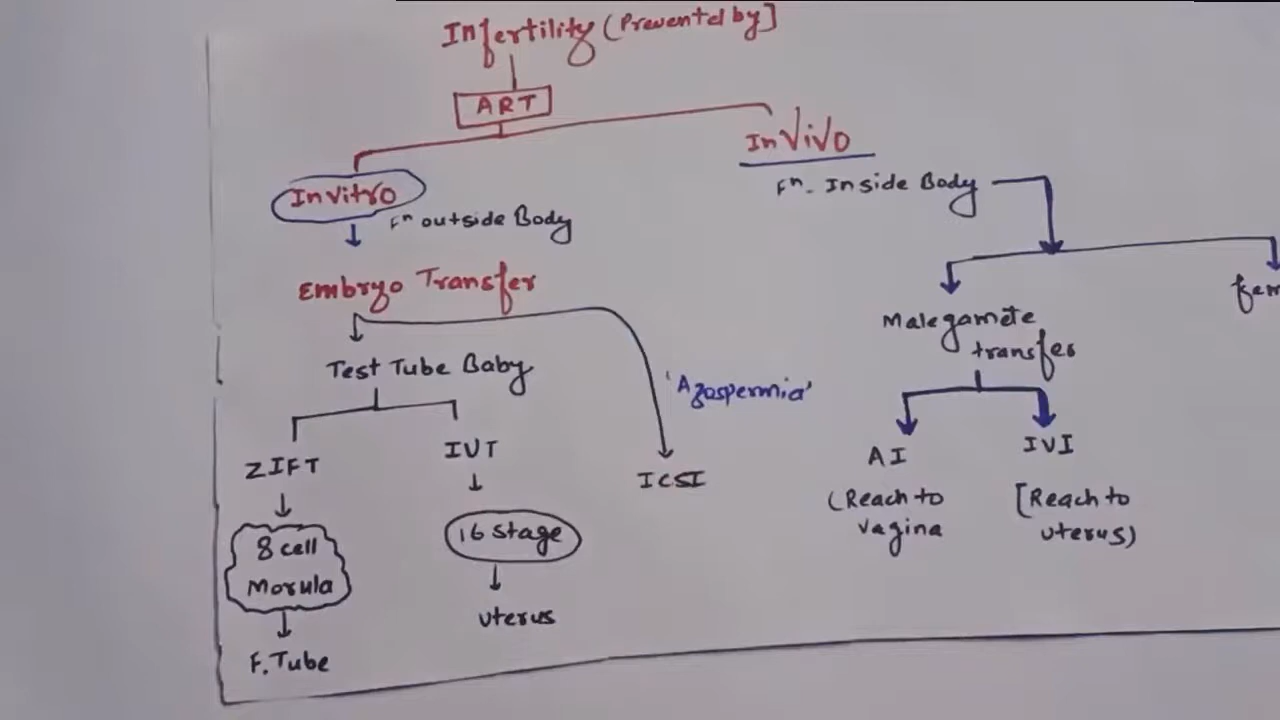 Infertility (Prevented by]
ART
InVitro
InVivo
Fⁿ outside Body
Fⁿ. Inside Body
Embryo Transfer
Test Tube Baby
Malegamete
transfer
'Azospermia'
ZIFT
IUT
ICSI
AI
IUI
8 cell
Morula
16 stage
(Reach to
vagina
[Reach to
uterus)
F. Tube
uterus